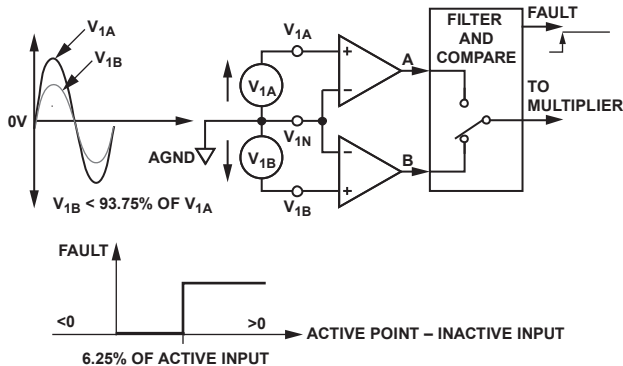 V1A
V1B
0V
V1B < 93.75% OF V1A
V1A
V1A
AGND
V1N
V1B
V1B
+
−
−
+
A
B
FILTER
AND
COMPARE
FAULT
TO
MULTIPLIER
FAULT
<0
>0
6.25% OF ACTIVE INPUT
ACTIVE POINT – INACTIVE INPUT